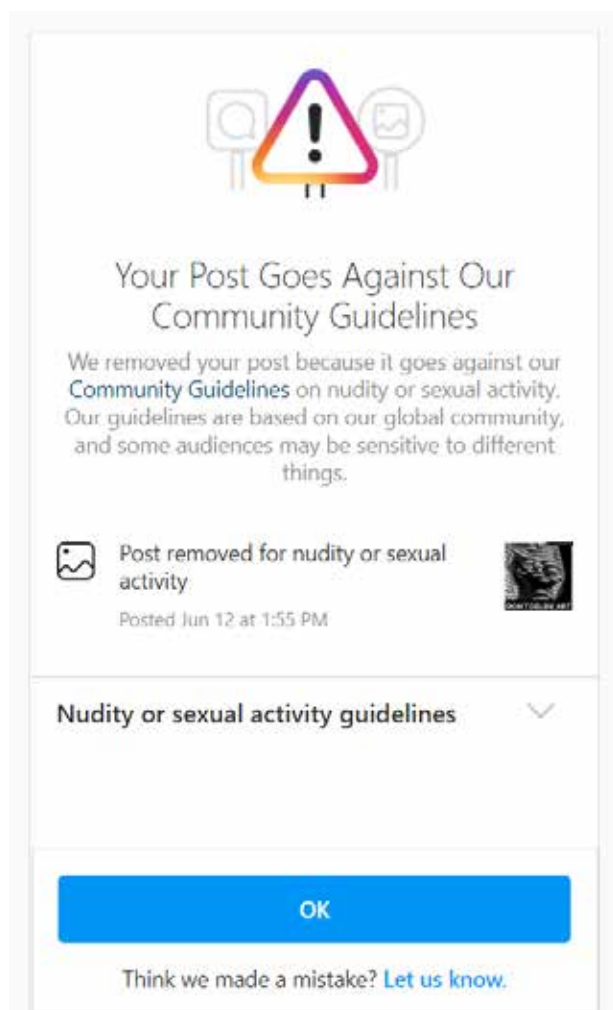 Your Post Goes Against Our
Community Guidelines
We removed your post because it goes against our
Community Guidelines on nudity or sexual activity.
Our guidelines are based on our global community,
and some audiences may be sensitive to different
things.
Post removed for nudity or sexual
activity
Posted Jun 12 at 1:55 PM
Nudity or sexual activity guidelines
OK
Think we made a mistake? Let us know.